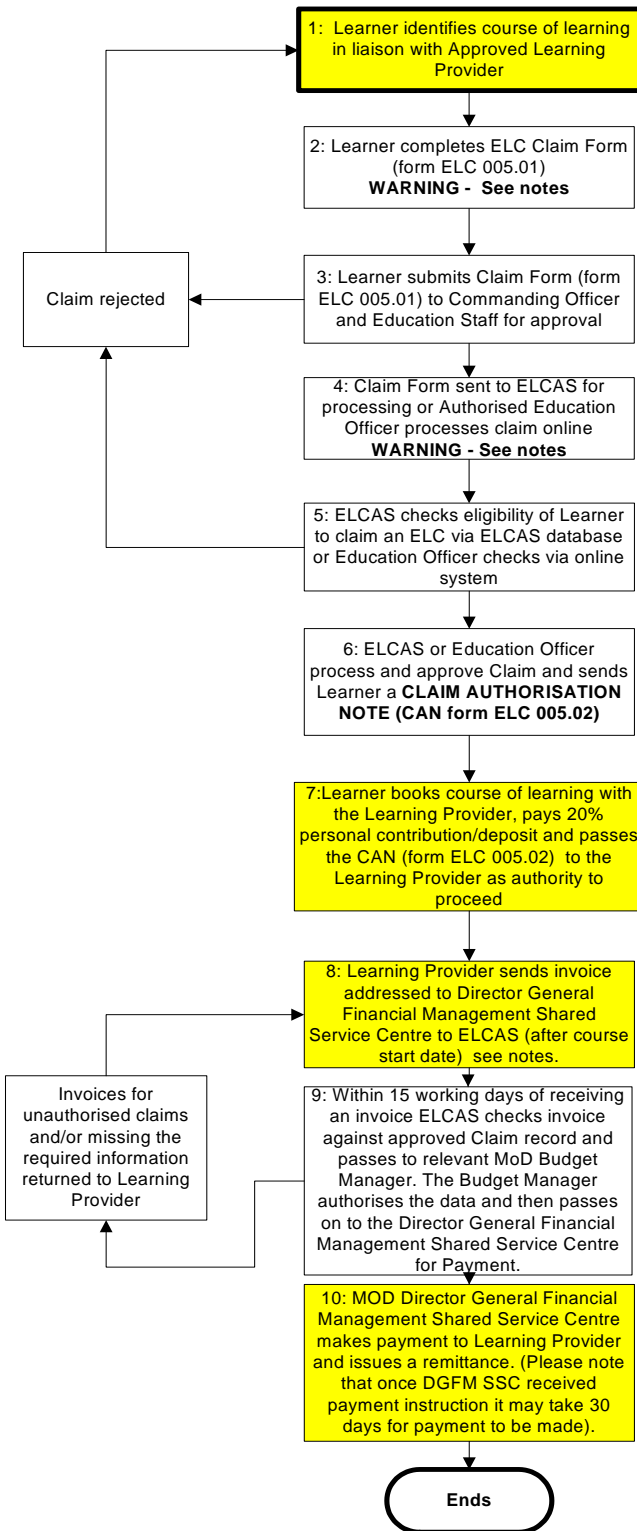 1:  Learner identifies course of learning
in liaison with Approved Learning
Provider
2: Learner completes ELC Claim Form
(form ELC 005.01)
WARNING -  See notes
Claim rejected
3: Learner submits Claim Form (form
ELC 005.01) to Commanding Officer
and Education Staff for approval
4: Claim Form sent to ELCAS for
processing or Authorised Education
Officer processes claim online
WARNING - See notes
5: ELCAS checks eligibility of Learner
to claim an ELC via ELCAS database
or Education Officer checks via online
system
6: ELCAS or Education Officer
process and approve Claim and sends
Learner a CLAIM AUTHORISATION
NOTE (CAN form ELC 005.02)
7:Learner books course of learning with
the Learning Provider, pays 20%
personal contribution/deposit and passes
the CAN (form ELC 005.02)  to the
Learning Provider as authority to
proceed
8: Learning Provider sends invoice
addressed to Director General
Financial Management Shared
Service Centre to ELCAS (after course
start date)  see notes.
Invoices for
unauthorised claims
and/or missing the
required information
returned to Learning
Provider
9: Within 15 working days of receiving
an invoice ELCAS checks invoice
against approved Claim record and
passes to relevant MoD Budget
Manager. The Budget Manager
authorises the data and then passes
on to the Director General Financial
Management Shared Service Centre
for Payment.
10: MOD Director General Financial
Management Shared Service Centre
makes payment to Learning Provider
and issues a remittance. (Please note
that once DGFM SSC received
payment instruction it may take 30
days for payment to be made).
Ends